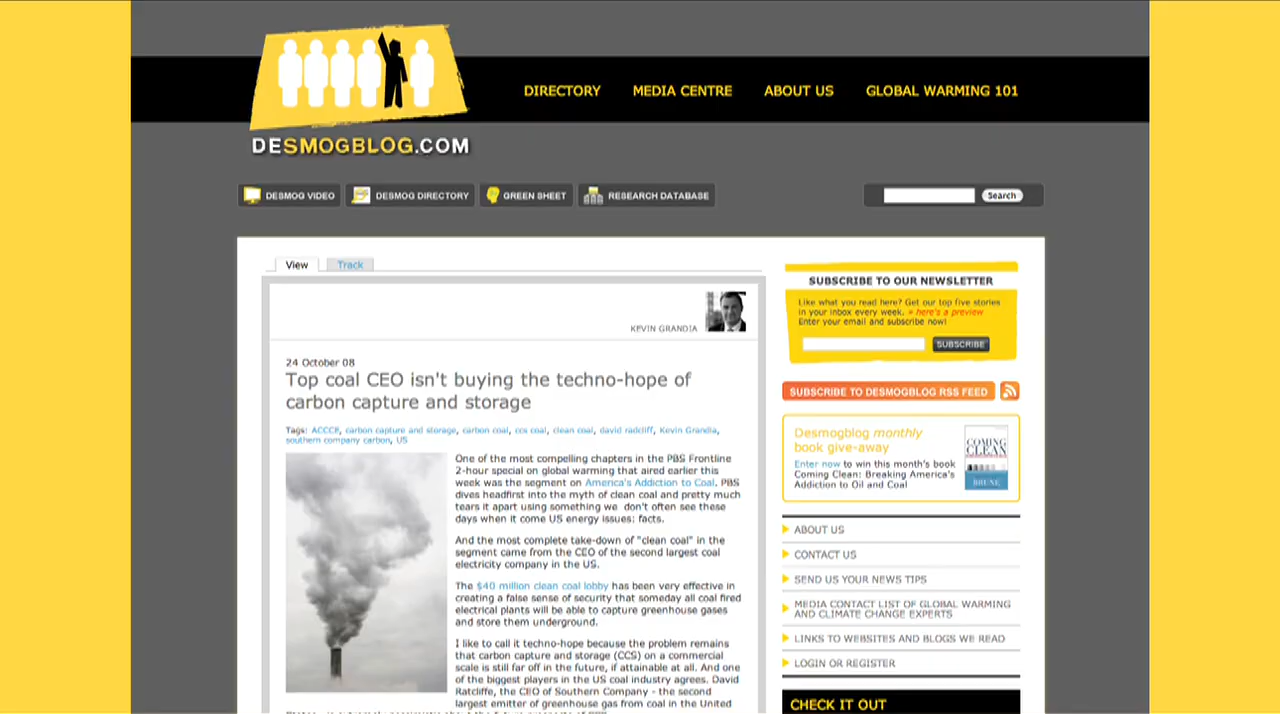 DIRECTORY MEDIA CENTRE ABOUT US GLOBAL WARMING 101
DESMOGBLOG.COM
DESMOG VIDEO DESMOG DIRECTORY GREEN SHEET RESEARCH DATABASE Search
View Track
KEVIN GRANDIA
24 October 08
Top coal CEO isn't buying the techno-hope of
carbon capture and storage
Tags: ACCCE, carbon capture and storage, carbon coal, ccs coal, clean coal, david radcliff, Kevin Grandia,
southern company carbon, US
One of the most compelling chapters in the PBS Frontline
2-hour special on global warming that aired earlier this
week was the segment on America's Addiction to Coal. PBS
dives headfirst into the myth of clean coal and pretty much
tears it apart using something we don't often see these
days when it come US energy issues: facts.
And the most complete take-down of "clean coal" in the
segment came from the CEO of the second largest coal
electricity company in the US.
The $40 million clean coal lobby has been very effective in
creating a false sense of security that someday all coal fired
electrical plants will be able to capture greenhouse gases
and store them underground.
I like to call it techno-hope because the problem remains
that carbon capture and storage (CCS) on a commercial
scale is still far off in the future, if attainable at all. And one
of the biggest players in the US coal industry agrees. David
Ratcliffe, the CEO of Southern Company - the second
largest emitter of greenhouse gas from coal in the United
SUBSCRIBE TO OUR NEWSLETTER
Like what you read here? Get our top five stories
in your inbox every week. » here's a preview
Enter your email and subscribe now!
SUBSCRIBE
SUBSCRIBE TO DESMOGBLOG RSS FEED
Desmogblog monthly
book give-away
Enter now to win this month's book
Coming Clean: Breaking America's
Addiction to Oil and Coal
COMING
CLEAN
BRUNE
ABOUT US
CONTACT US
SEND US YOUR NEWS TIPS
MEDIA CONTACT LIST OF GLOBAL WARMING
AND CLIMATE CHANGE EXPERTS
LINKS TO WEBSITES AND BLOGS WE READ
LOGIN OR REGISTER
CHECK IT OUT